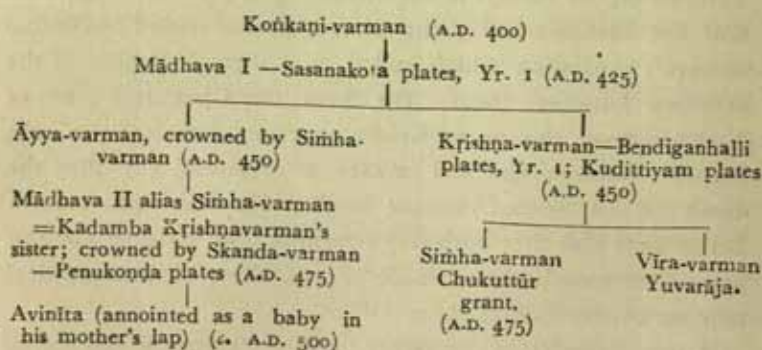 Koṅkaṇi-varman (A.D. 400)
Mādhava I —Sasanakoṭa plates, Yr. 1 (A.D. 425)
Āyya-varman, crowned by Siṁha-
varman (A.D. 450)
Mādhava II alias Siṁha-varman
=Kadamba Kṛishṇavarman's
sister; crowned by Skanda-varman
—Penukoṇḍa plates (A.D. 475)
Avinīta (annointed as a baby in
his mother's lap) (c. A.D. 500)
Kṛishṇa-varman—Bendiganhalli
plates, Yr. 1; Kudittiyam plates
(A.D. 450)
Siṁha-varman
Chukuttūr
grant.
(A.D. 475)
Vīra-varman
Yuvarāja.